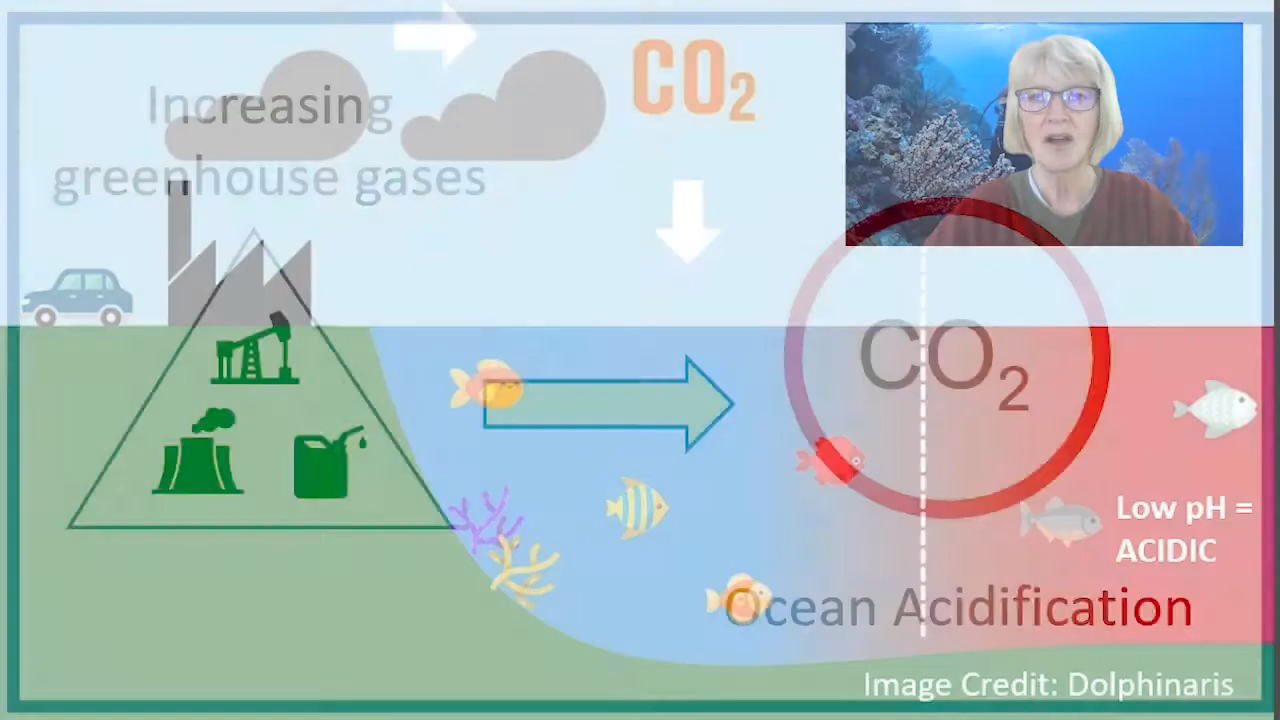 Increasing
greenhouse gases
CO₂
CO₂
Low pH =
ACIDIC
Ocean Acidification
Image Credit: Dolphinaris